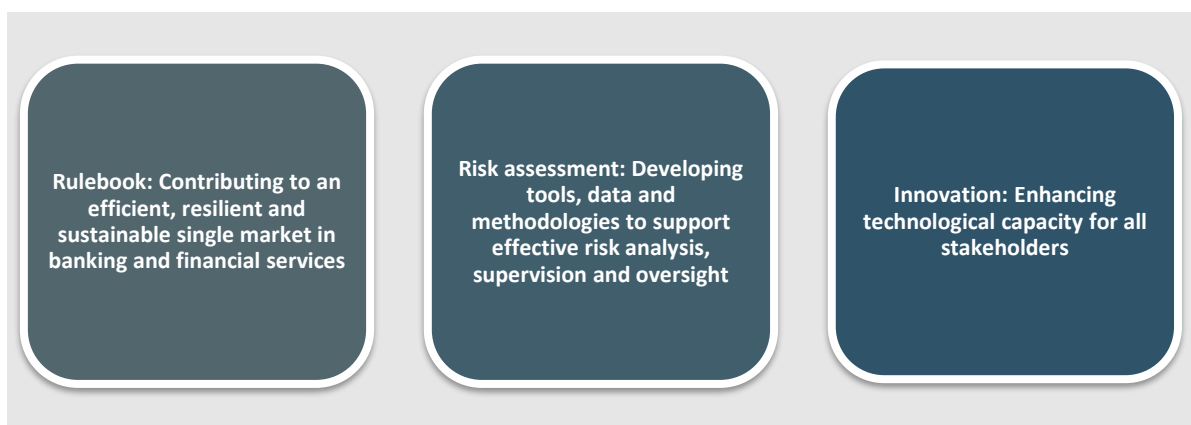 Rulebook: Contributing to an
efficient, resilient and
sustainable single market in
banking and financial services
Risk assessment: Developing
tools, data and
methodologies to support
effective risk analysis,
supervision and oversight
Innovation: Enhancing
technological capacity for all
stakeholders